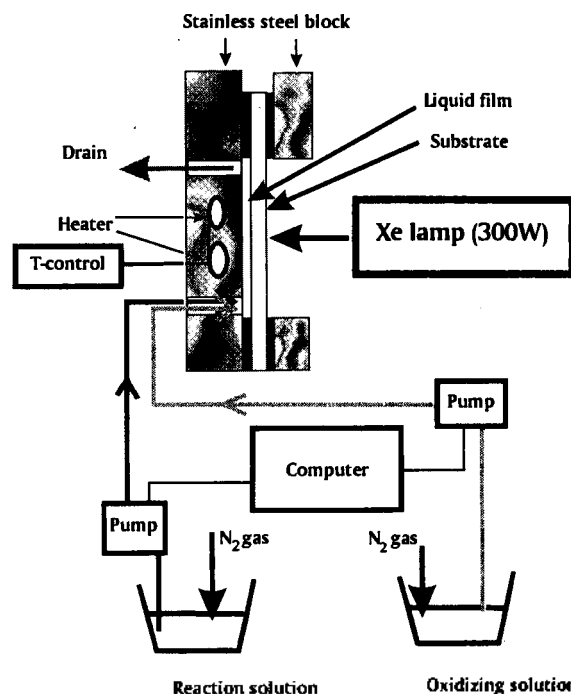 Stainless steel block
Liquid film
Substrate
Drain
Heater
Xe lamp (300W)
T-control
Pump
Computer
Pump
N2 gas
N2 gas
Reaction solution
Oxidizing solution